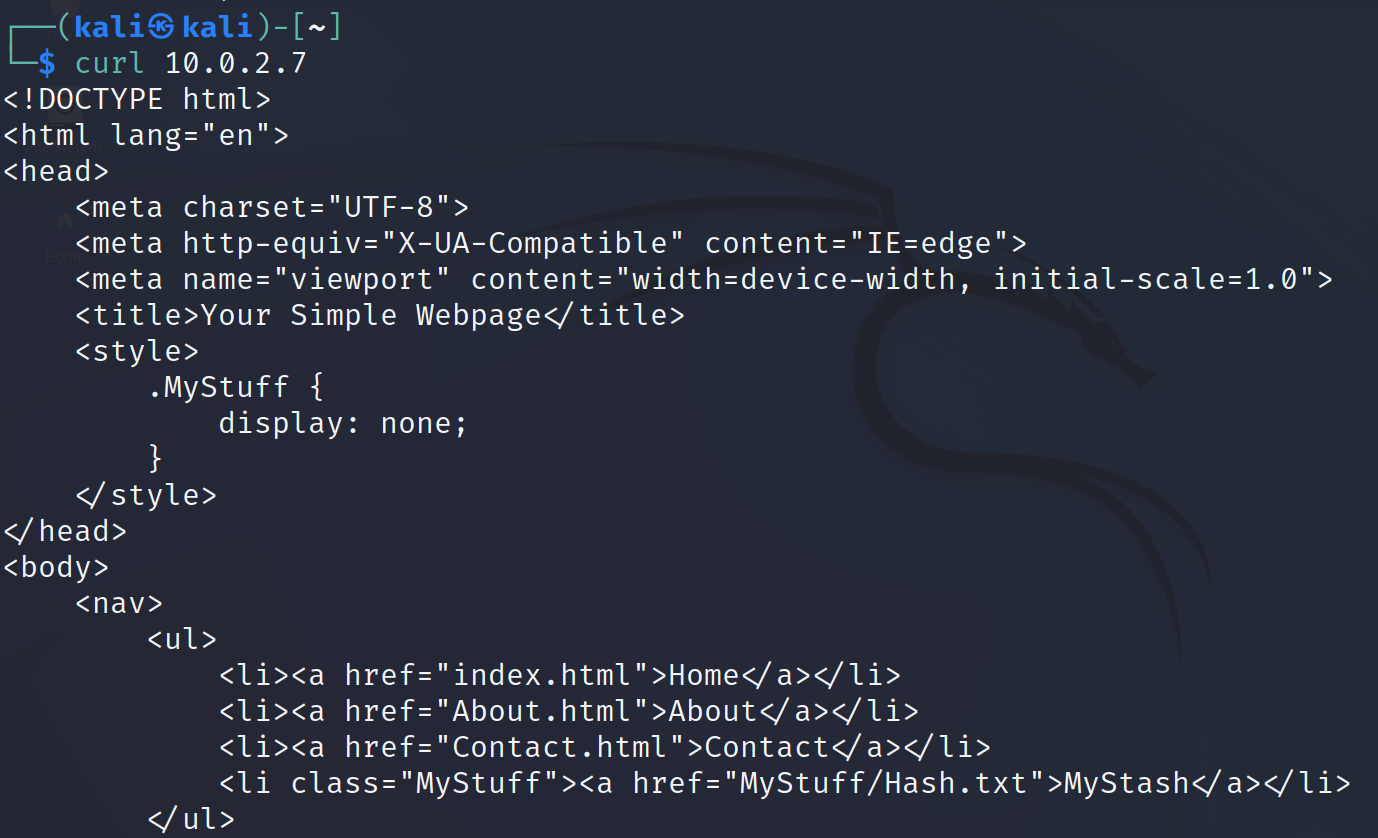 ┌──(kali㉿kali)-[~]
└─$ curl 10.0.2.7
<!DOCTYPE html>
<html lang="en">
<head>
    <meta charset="UTF-8">
    <meta http-equiv="X-UA-Compatible" content="IE=edge">
    <meta name="viewport" content="width=device-width, initial-scale=1.0">
    <title>Your Simple Webpage</title>
    <style>
        .MyStuff {
            display: none;
        }
    </style>
</head>
<body>
    <nav>
        <ul>
            <li><a href="index.html">Home</a></li>
            <li><a href="About.html">About</a></li>
            <li><a href="Contact.html">Contact</a></li>
            <li class="MyStuff"><a href="MyStuff/Hash.txt">MyStash</a></li>
        </ul>
Home